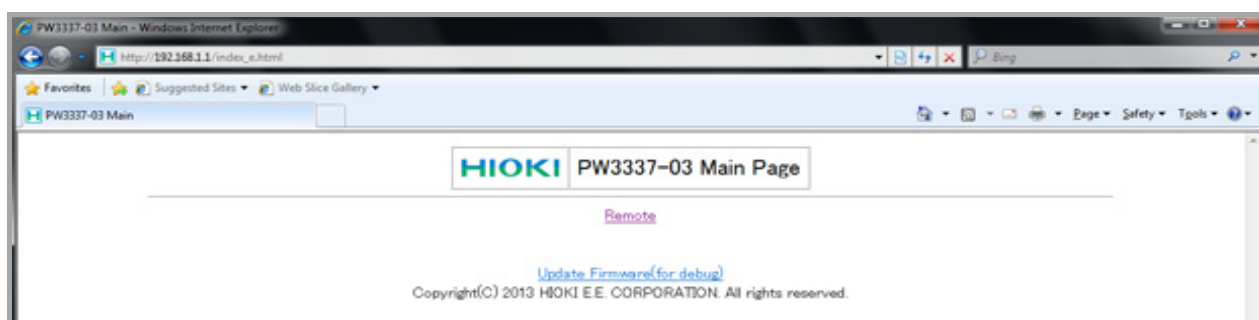 PW3337-03 Main - Windows Internet Explorer
http://192.168.1.1/index_e.html Bing
Favorites Suggested Sites Web Slice Gallery
PW3337-03 Main Page Safety Tools
HIOKI PW3337-03 Main Page
Remote
Update Firmware(for debug)
Copyright(C) 2013 HIOKI E.E. CORPORATION. All rights reserved.